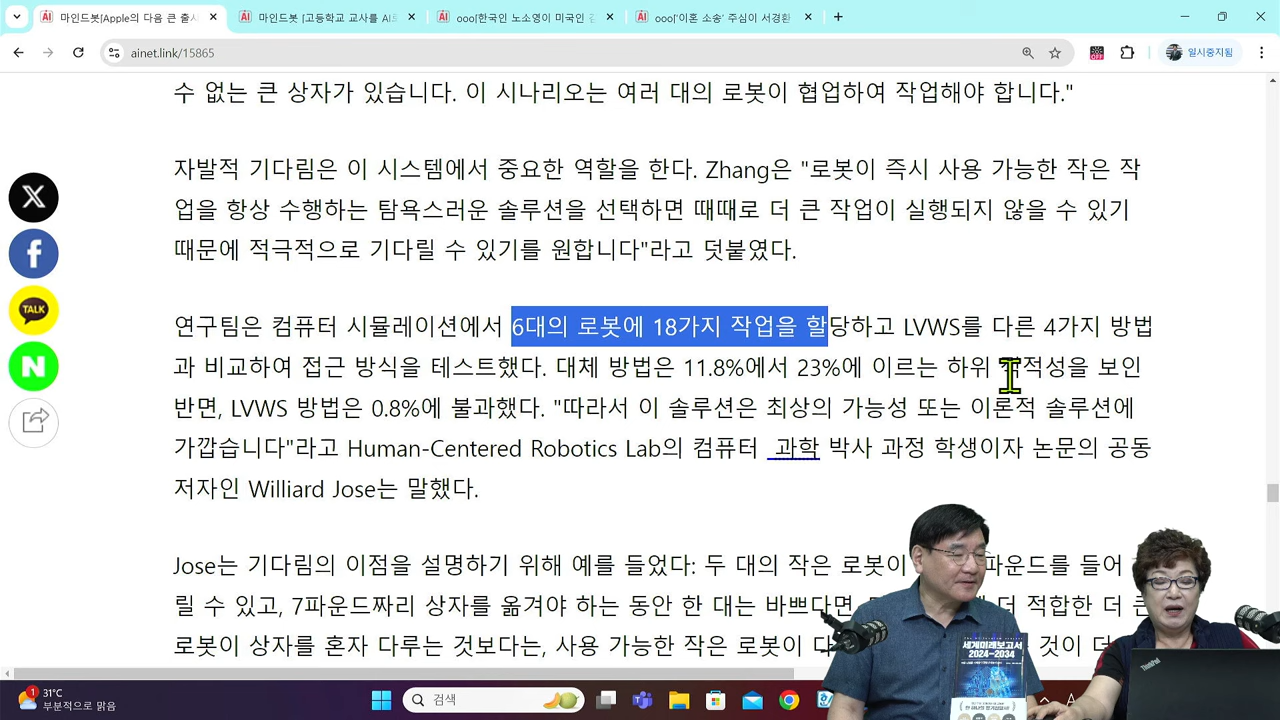 마인드봇[Apple의 다음 큰 출시
마인드봇 [고등학교 교사를 AI로
ooo[한국인 노소영이 미국인 김
ooo['이혼 소송' 주심이 서경환
ainet.link/15865
OFF
일시중지됨
수 없는 큰 상자가 있습니다. 이 시나리오는 여러 대의 로봇이 협업하여 작업해야 합니다."
자발적 기다림은 이 시스템에서 중요한 역할을 한다. Zhang은 "로봇이 즉시 사용 가능한 작은 작
업을 항상 수행하는 탐욕스러운 솔루션을 선택하면 때때로 더 큰 작업이 실행되지 않을 수 있기
때문에 적극적으로 기다릴 수 있기를 원합니다"라고 덧붙였다.
연구팀은 컴퓨터 시뮬레이션에서 6대의 로봇에 18가지 작업을 할당하고 LVWS를 다른 4가지 방법
과 비교하여 접근 방식을 테스트했다. 대체 방법은 11.8%에서 23%에 이르는 하위 적성을 보인
반면, LVWS 방법은 0.8%에 불과했다. "따라서 이 솔루션은 최상의 가능성 또는 이론적 솔루션에
가깝습니다"라고 Human-Centered Robotics Lab의 컴퓨터 과학 박사 과정 학생이자 논문의 공동
저자인 Williard Jose는 말했다.
Jose는 기다림의 이점을 설명하기 위해 예를 들었다: 두 대의 작은 로봇이 파운드를 들어
릴 수 있고, 7파운드짜리 상자를 옮겨야 하는 동안 한 대는 바쁘다면, 더 적합한 더 큰
로봇이 상자를 혼자 다루는 것보다는, 사용 가능한 작은 로봇이 다 것이 더
TALK
N
세계미래보고서
2024-2034
ThinkPad
1
31°C
부분적으로 맑음
검색
A